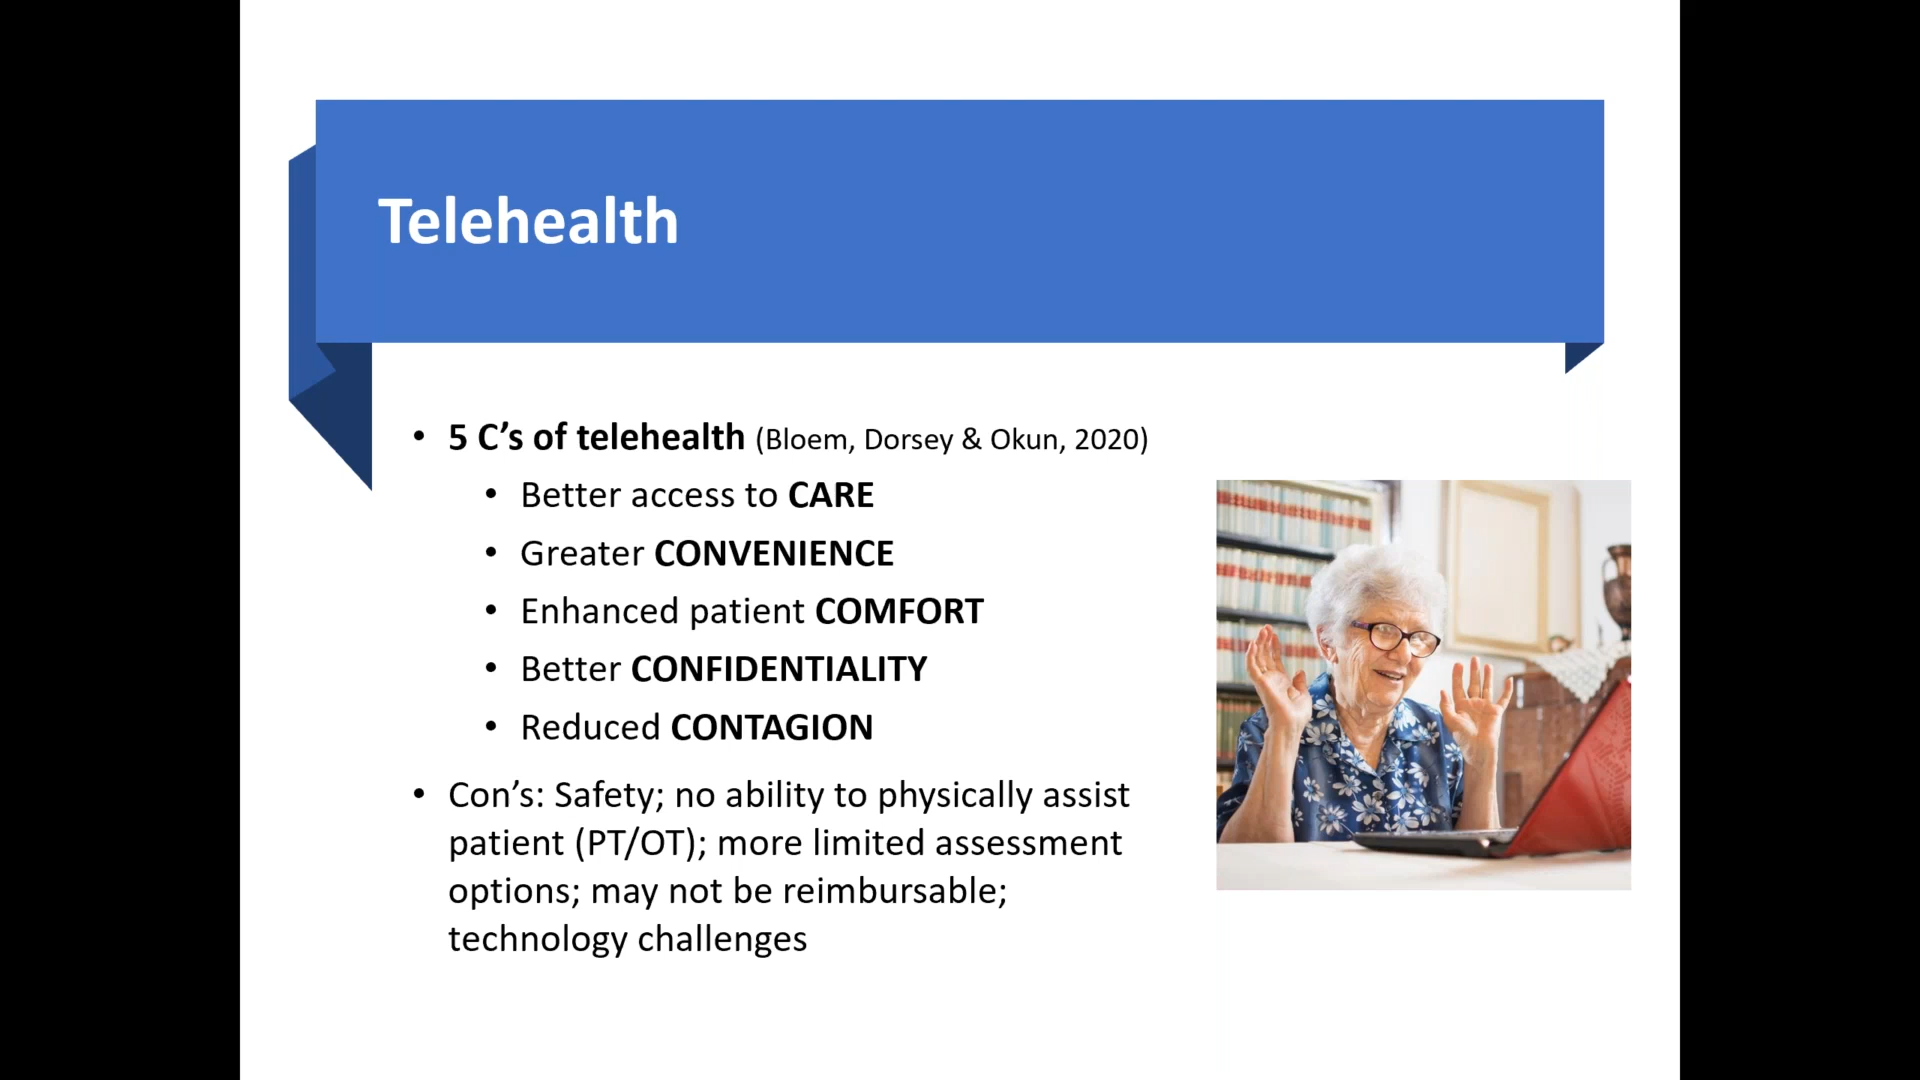 Telehealth
• 5 C’s of telehealth (Bloem, Dorsey & Okun, 2020)
• Better access to CARE
• Greater CONVENIENCE
• Enhanced patient COMFORT
• Better CONFIDENTIALITY
• Reduced CONTAGION
• Con’s: Safety; no ability to physically assist
patient (PT/OT); more limited assessment
options; may not be reimbursable;
technology challenges